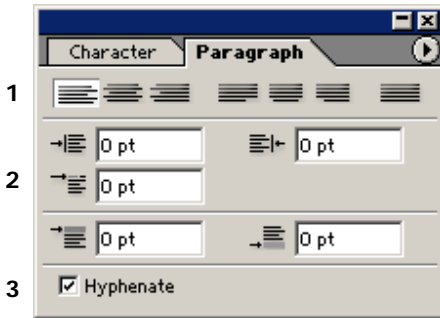 Character Paragraph
1
0 pt 0 pt
2 0 pt
0 pt 0 pt
3 Hyphenate